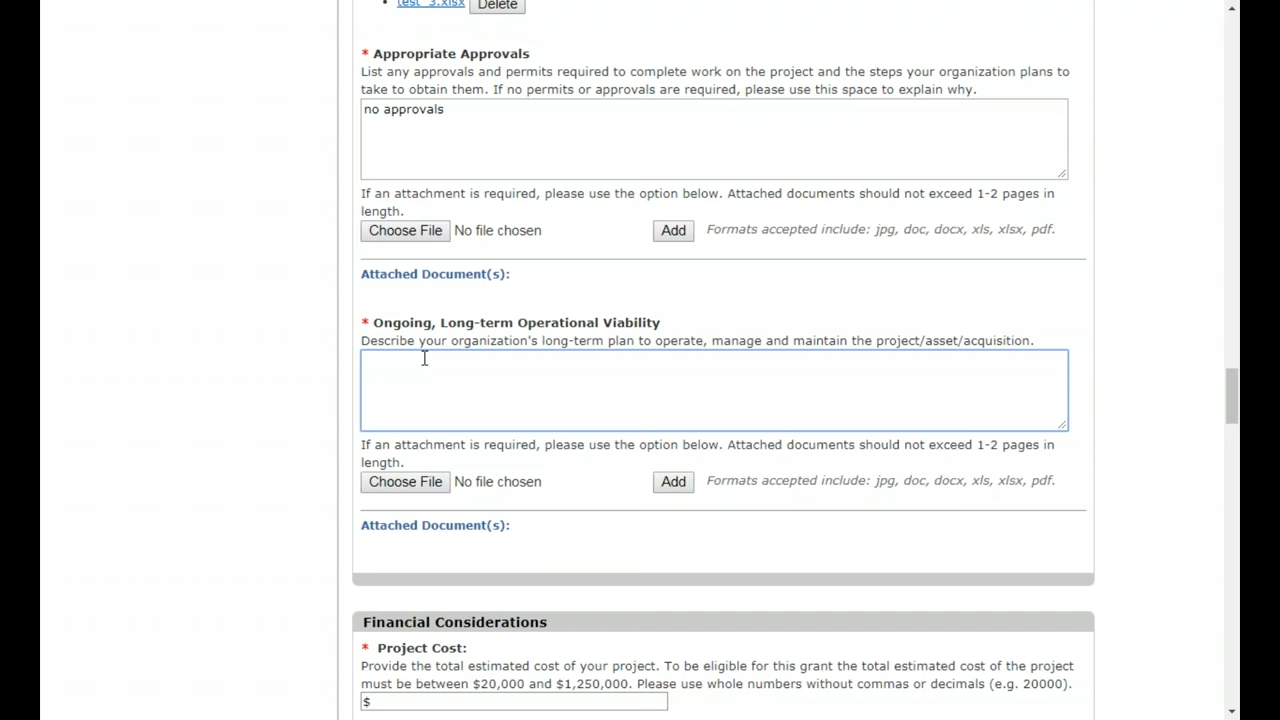 test_3.xlsx Delete
* Appropriate Approvals
List any approvals and permits required to complete work on the project and the steps your organization plans to
take to obtain them. If no permits or approvals are required, please use this space to explain why.
no approvals
If an attachment is required, please use the option below. Attached documents should not exceed 1-2 pages in
length.
Choose File No file chosen Add Formats accepted include: jpg, doc, docx, xls, xlsx, pdf.
Attached Document(s):
* Ongoing, Long-term Operational Viability
Describe your organization's long-term plan to operate, manage and maintain the project/asset/acquisition.
If an attachment is required, please use the option below. Attached documents should not exceed 1-2 pages in
length.
Choose File No file chosen Add Formats accepted include: jpg, doc, docx, xls, xlsx, pdf.
Attached Document(s):
Financial Considerations
* Project Cost:
Provide the total estimated cost of your project. To be eligible for this grant the total estimated cost of the project
must be between $20,000 and $1,250,000. Please use whole numbers without commas or decimals (e.g. 20000).
$